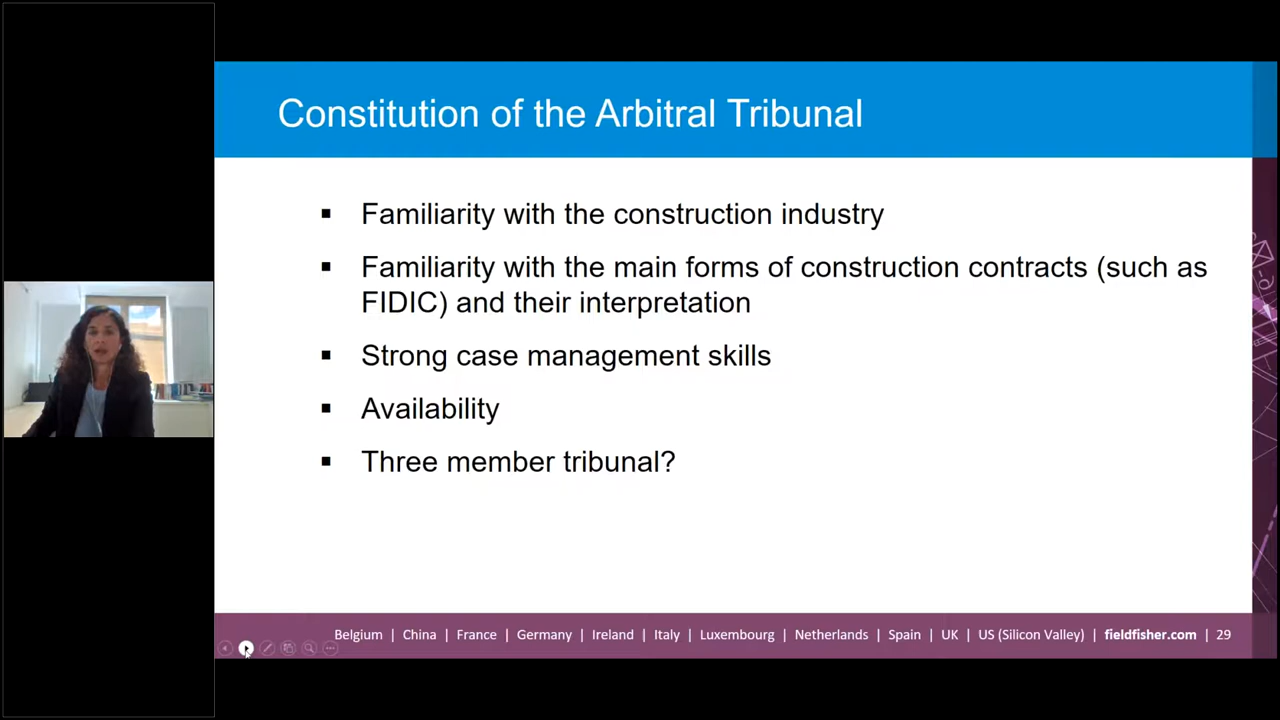 Constitution of the Arbitral Tribunal
▪ Familiarity with the construction industry
▪ Familiarity with the main forms of construction contracts (such as
FIDIC) and their interpretation
▪ Strong case management skills
▪ Availability
▪ Three member tribunal?
Belgium | China | France | Germany | Ireland | Italy | Luxembourg | Netherlands | Spain | UK | US (Silicon Valley) | fieldfisher.com | 29